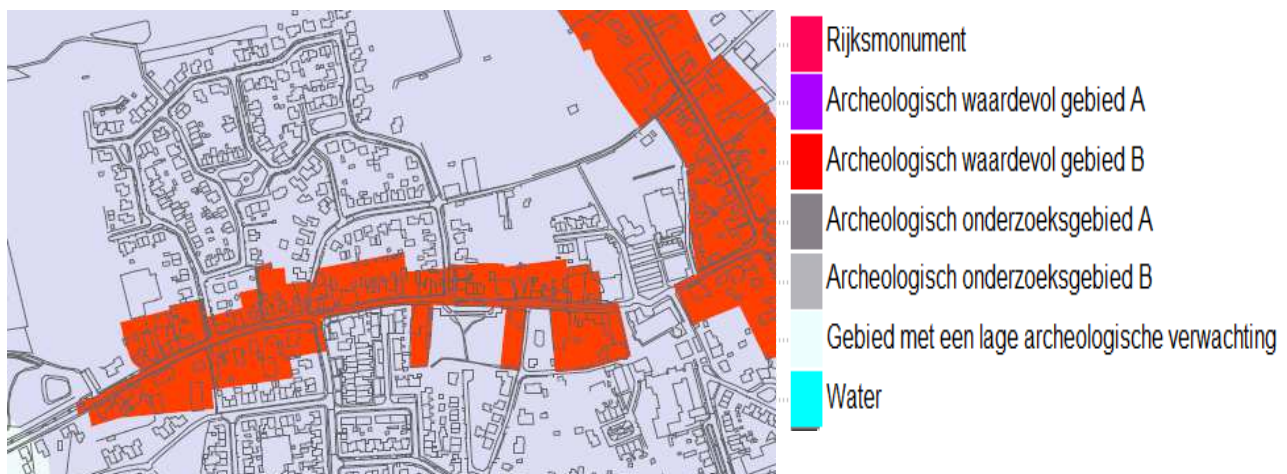 Rijksmonument
Archeologisch waardevol gebied A
Archeologisch waardevol gebied B
Archeologisch onderzoeksgebied A
Archeologisch onderzoeksgebied B
Gebied met een lage archeologische verwachting
Water